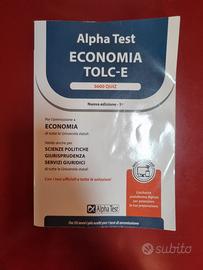 Alpha Test
ECONOMIA
TOLC-E
5000 QUIZ
Nuova edizione
Per l'ammissione a
ECONOMIA
di tutte le Università statali
Valido anche per
SCIENZE POLITICHE
GIURISPRUDENZA
SERVIZI GIURIDICI
di tutte le Università statali
Con i test ufficiali e tutte le soluzioni
Alpha Test
subito